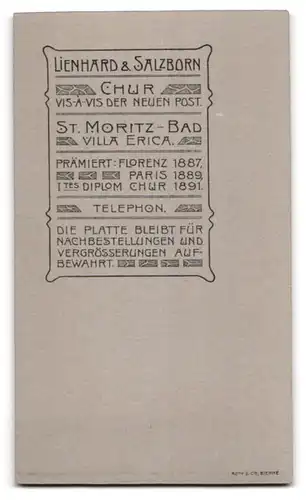 LIENHARD & SALZBORN
CHUR
VIS-A-VIS DER NEUEN POST.
ST. MORITZ-BAD
VILLA ERICA.
PRÄMIERT: FLORENZ 1887,
PARIS 1889,
ITES DIPLOM CHUR 1891.
TELEPHON.
DIE PLATTE BLEIBT FÜR
NACHBESTELLUNGEN UND
VERGRÖSSERUNGEN AUF-
BEWAHRT.